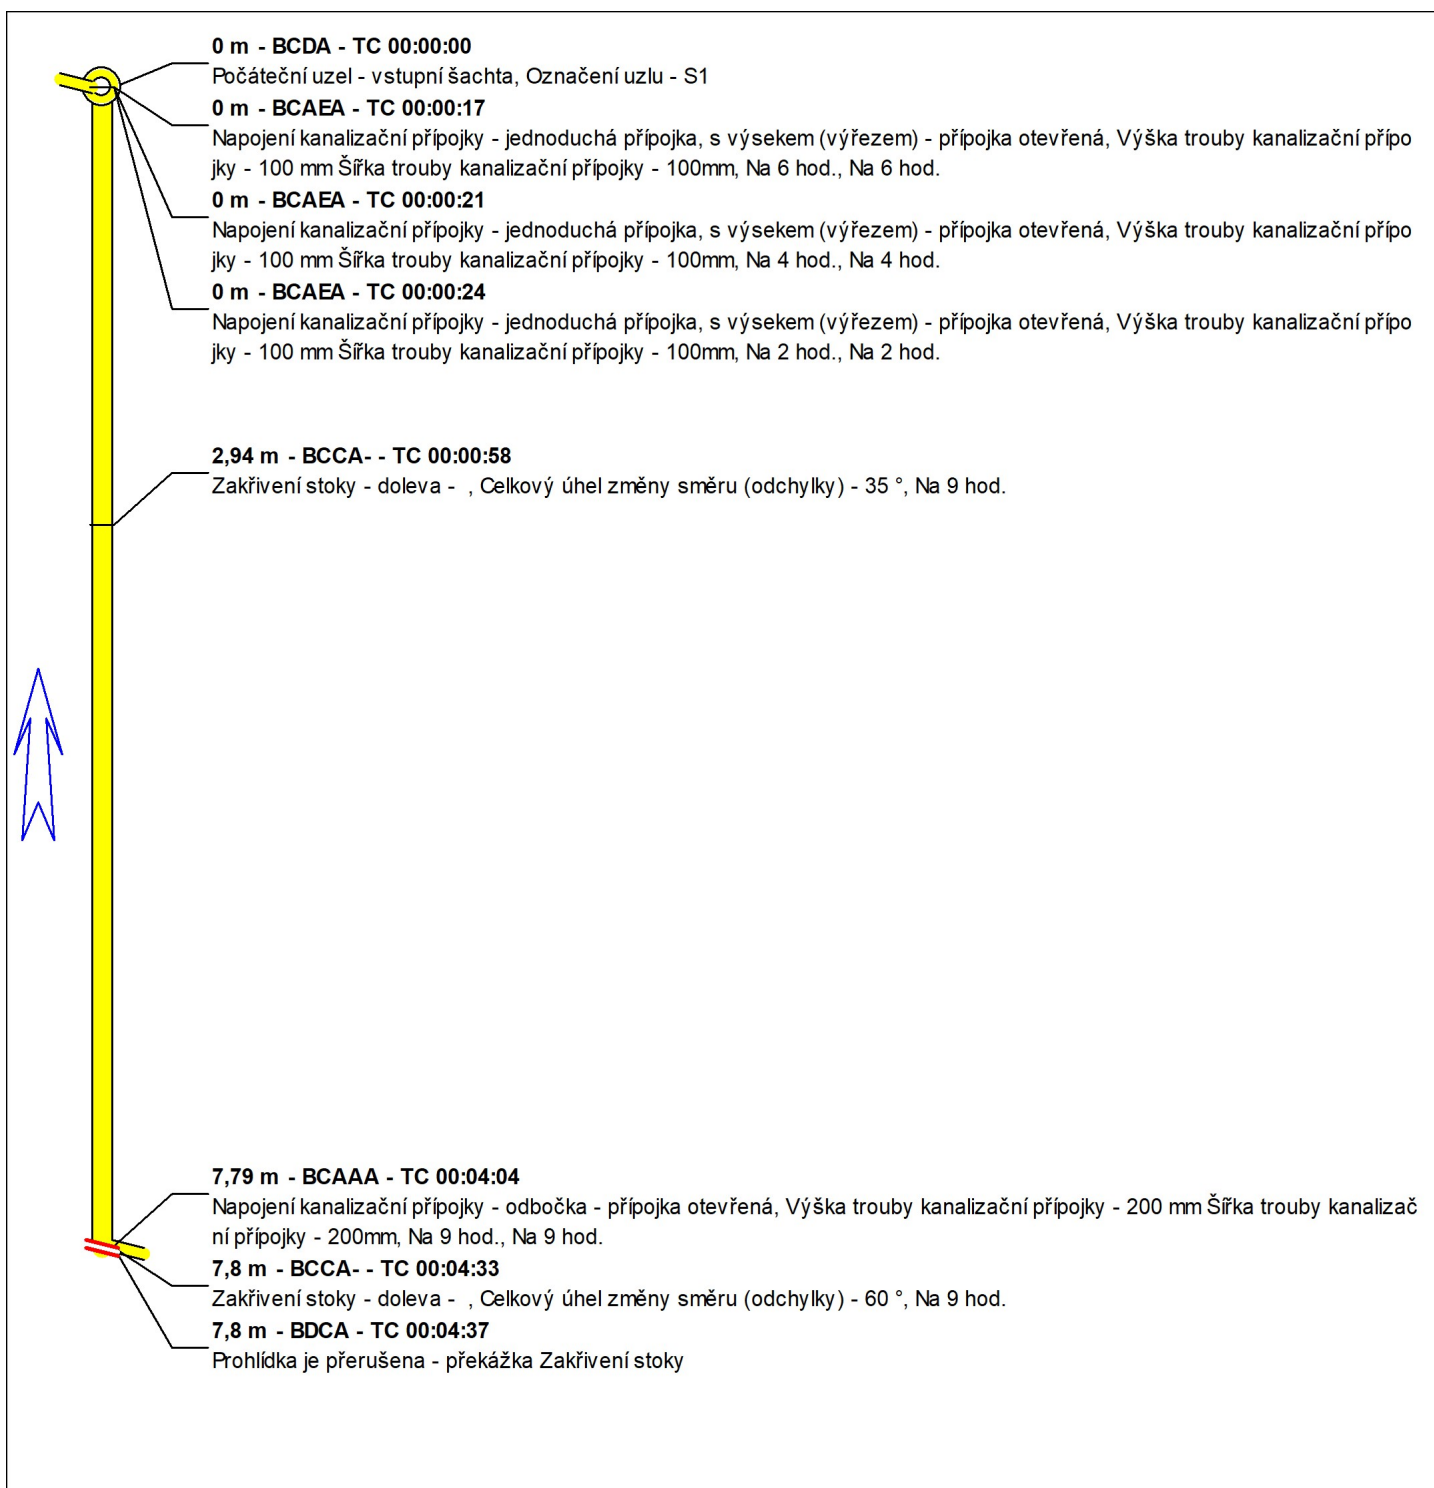 0 m - BCDA - TC 00:00:00
Počáteční uzel - vstupní šachta, Označení uzlu - S1
0 m - BCAEA - TC 00:00:17
Napojení kanalizační přípojky - jednoduchá přípojka, s výsekem (výřezem) - přípojka otevřená, Výška trouby kanalizační přípo
jky - 100 mm Šířka trouby kanalizační přípojky - 100mm, Na 6 hod., Na 6 hod.
0 m - BCAEA - TC 00:00:21
Napojení kanalizační přípojky - jednoduchá přípojka, s výsekem (výřezem) - přípojka otevřená, Výška trouby kanalizační přípo
jky - 100 mm Šířka trouby kanalizační přípojky - 100mm, Na 4 hod., Na 4 hod.
0 m - BCAEA - TC 00:00:24
Napojení kanalizační přípojky - jednoduchá přípojka, s výsekem (výřezem) - přípojka otevřená, Výška trouby kanalizační přípo
jky - 100 mm Šířka trouby kanalizační přípojky - 100mm, Na 2 hod., Na 2 hod.
2,94 m - BCCA- - TC 00:00:58
Zakřivení stoky - doleva - , Celkový úhel změny směru (odchylky) - 35 °, Na 9 hod.
7,79 m - BCAAA - TC 00:04:04
Napojení kanalizační přípojky - odbočka - přípojka otevřená, Výška trouby kanalizační přípojky - 200 mm Šířka trouby kanalizač
ní přípojky - 200mm, Na 9 hod., Na 9 hod.
7,8 m - BCCA- - TC 00:04:33
Zakřivení stoky - doleva - , Celkový úhel změny směru (odchylky) - 60 °, Na 9 hod.
7,8 m - BDCA - TC 00:04:37
Prohlídka je přerušena - překážka Zakřivení stoky